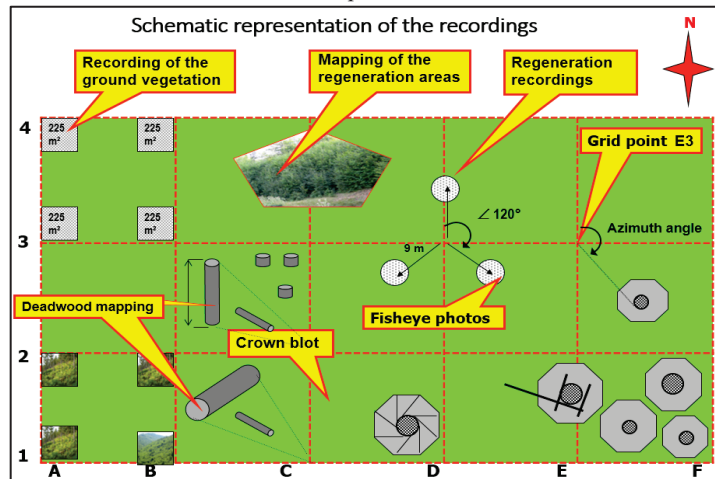 Schematic representation of the recordings
N
Recording of the
ground vegetation
Mapping of the
regeneration areas
Regeneration
recordings
4
225
m²
225
m²
Grid point E3
225
m²
225
m²
∠ 120°
Azimuth angle
3
9 m
Deadwood mapping
Fisheye photos
Crown blot
2
1
A
B
C
D
E
F